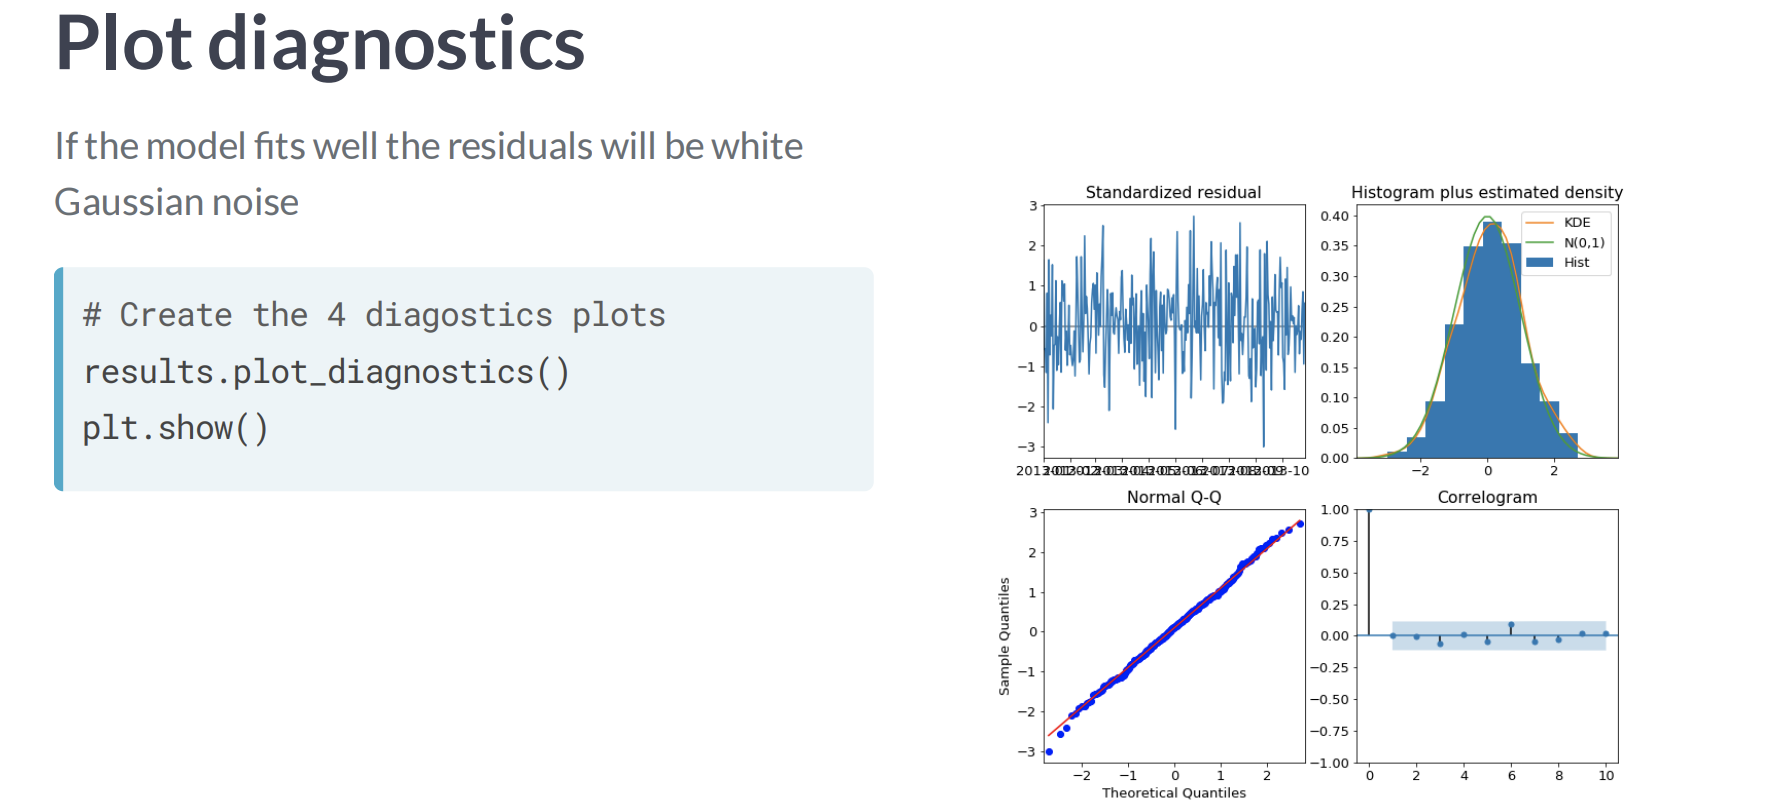 Plot diagnostics
If the model fits well the residuals will be white
Gaussian noise
# Create the 4 diagostics plots
results.plot_diagnostics()
plt.show()
Standardized residual
3
2
1
0
−1
−2
−3
Histogram plus estimated density
0.40
0.35
0.30
0.25
0.20
0.15
0.10
0.05
0.00
KDE
N(0,1)
Hist
−2 0 2
Normal Q-Q
Sample Quantiles
3
2
1
0
−1
−2
−3
−2 −1 0 1 2
Theoretical Quantiles
Correlogram
1.00
0.75
0.50
0.25
0.00
−0.25
−0.50
−0.75
−1.00
0 2 4 6 8 10